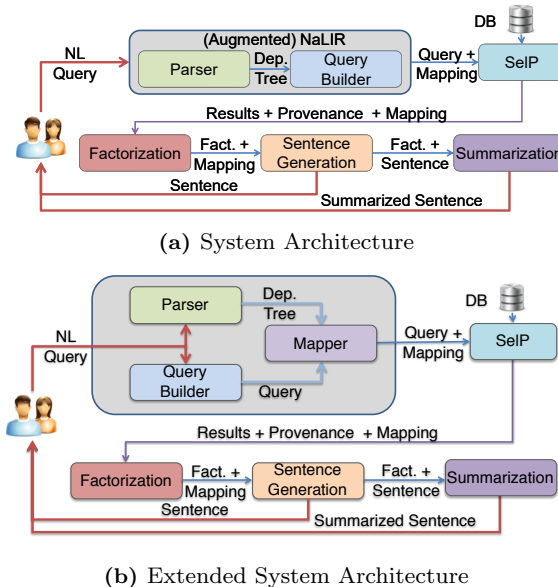 DB
(Augmented) NaLIR
NL
Query
Parser
Dep.
Tree
Query
Builder
Query +
Mapping
SelP
Results + Provenance + Mapping
Factorization
Fact. +
Mapping
Sentence
Generation
Fact. +
Sentence
Summarization
Sentence
Summarized Sentence
(a) System Architecture
DB
NL
Query
Parser
Dep.
Tree
Mapper
Query +
Mapping
SelP
Query
Builder
Query
Results + Provenance + Mapping
Factorization
Fact. +
Mapping
Sentence
Generation
Fact. +
Sentence
Summarization
Sentence
Summarized Sentence
(b) Extended System Architecture